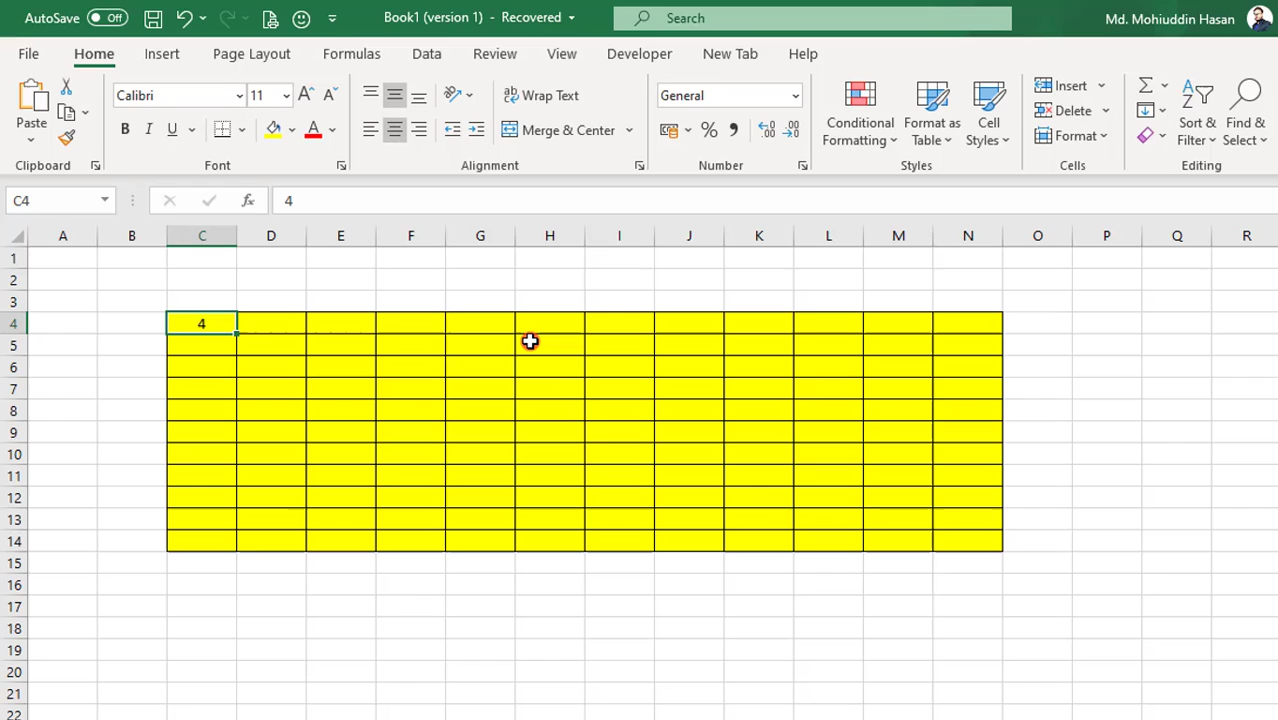 AutoSave Off Book1 (version 1) - Recovered Search Md. Mohiuddin Hasan
File Home Insert Page Layout Formulas Data Review View Developer New Tab Help
Paste Calibri 11 A A ab Wrap Text General Conditional Formatting Format as Table Cell Styles Insert Σ Sort & Filter Find & Select
B I U A Merge & Center % Delete
Format
Clipboard Font Alignment Number Styles Cells Editing
C4 fx 4
A B C D E F G H I J K L M N O P Q R
1
2
3
4 4
5
6
7
8
9
10
11
12
13
14
15
16
17
18
19
20
21
22